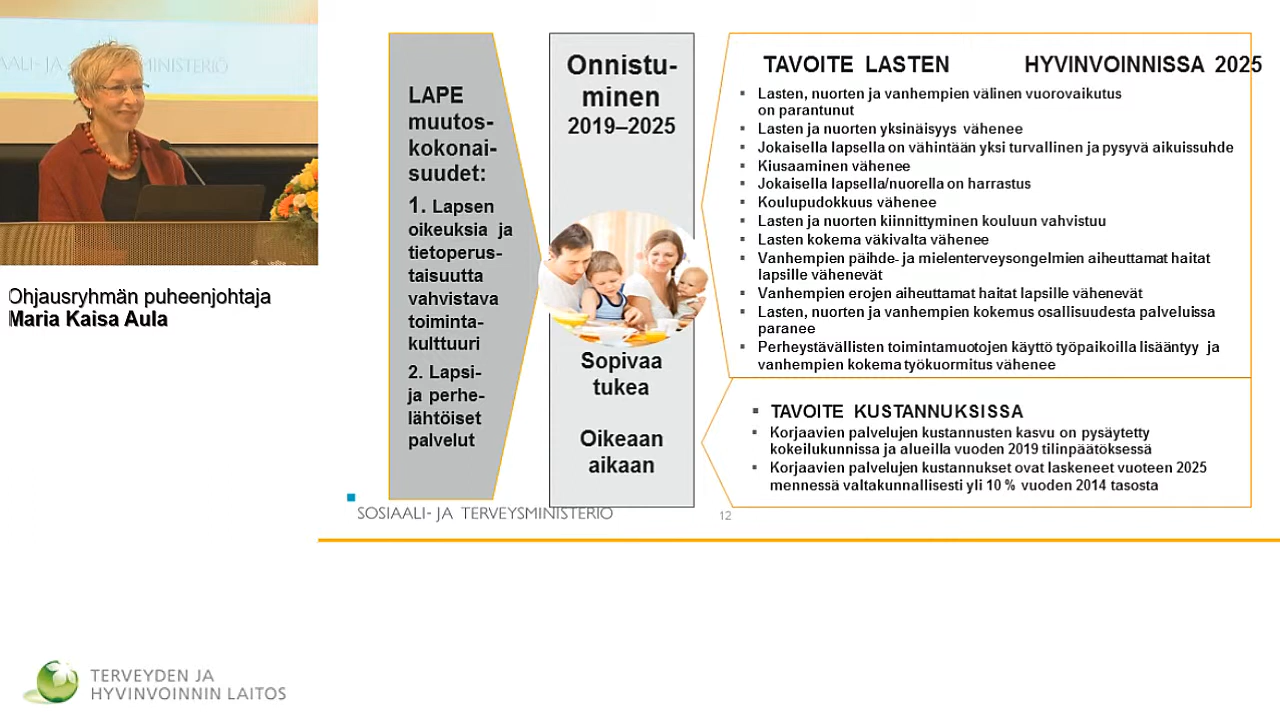 AALI- JA
MINISTERIÖ
Ohjausryhmän puheenjohtaja
Maria Kaisa Aula
LAPE
muutos-
kokonai-
suudet:
1. Lapsen
oikeuksia ja
tietoperus-
taisuutta
vahvistava
toiminta-
kulttuuri
2. Lapsi-
ja perhe-
lähtöiset
palvelut
Onnistu-
minen
2019–2025
Sopivaa
tukea
Oikeaan
aikaan
TAVOITE LASTEN HYVINVOINNISSA 2025
▪ Lasten, nuorten ja vanhempien välinen vuorovaikutus
on parantunut
▪ Lasten ja nuorten yksinäisyys vähenee
▪ Jokaisella lapsella on vähintään yksi turvallinen ja pysyvä aikuissuhde
▪ Kiusaaminen vähenee
▪ Jokaisella lapsella/nuorella on harrastus
▪ Koulupudokkuus vähenee
▪ Lasten ja nuorten kiinnittyminen kouluun vahvistuu
▪ Lasten kokema väkivalta vähenee
▪ Vanhempien päihde- ja mielenterveysongelmien aiheuttamat haitat
lapsille vähenevät
▪ Vanhempien erojen aiheuttamat haitat lapsille vähenevät
▪ Lasten, nuorten ja vanhempien kokemus osallisuudesta palveluissa
paranee
▪ Perheystävällisten toimintamuotojen käyttö työpaikoilla lisääntyy ja
vanhempien kokema työkuormitus vähenee
▪ TAVOITE KUSTANNUKSISSA
▪ Korjaavien palvelujen kustannusten kasvu on pysäytetty
kokeilukunnissa ja alueilla vuoden 2019 tilinpäätöksessä
▪ Korjaavien palvelujen kustannukset ovat laskeneet vuoteen 2025
mennessä valtakunnallisesti yli 10 % vuoden 2014 tasosta
SOSIAALI- JA TERVEYSMINISTERIÖ
12
TERVEYDEN JA
HYVINVOINNIN LAITOS